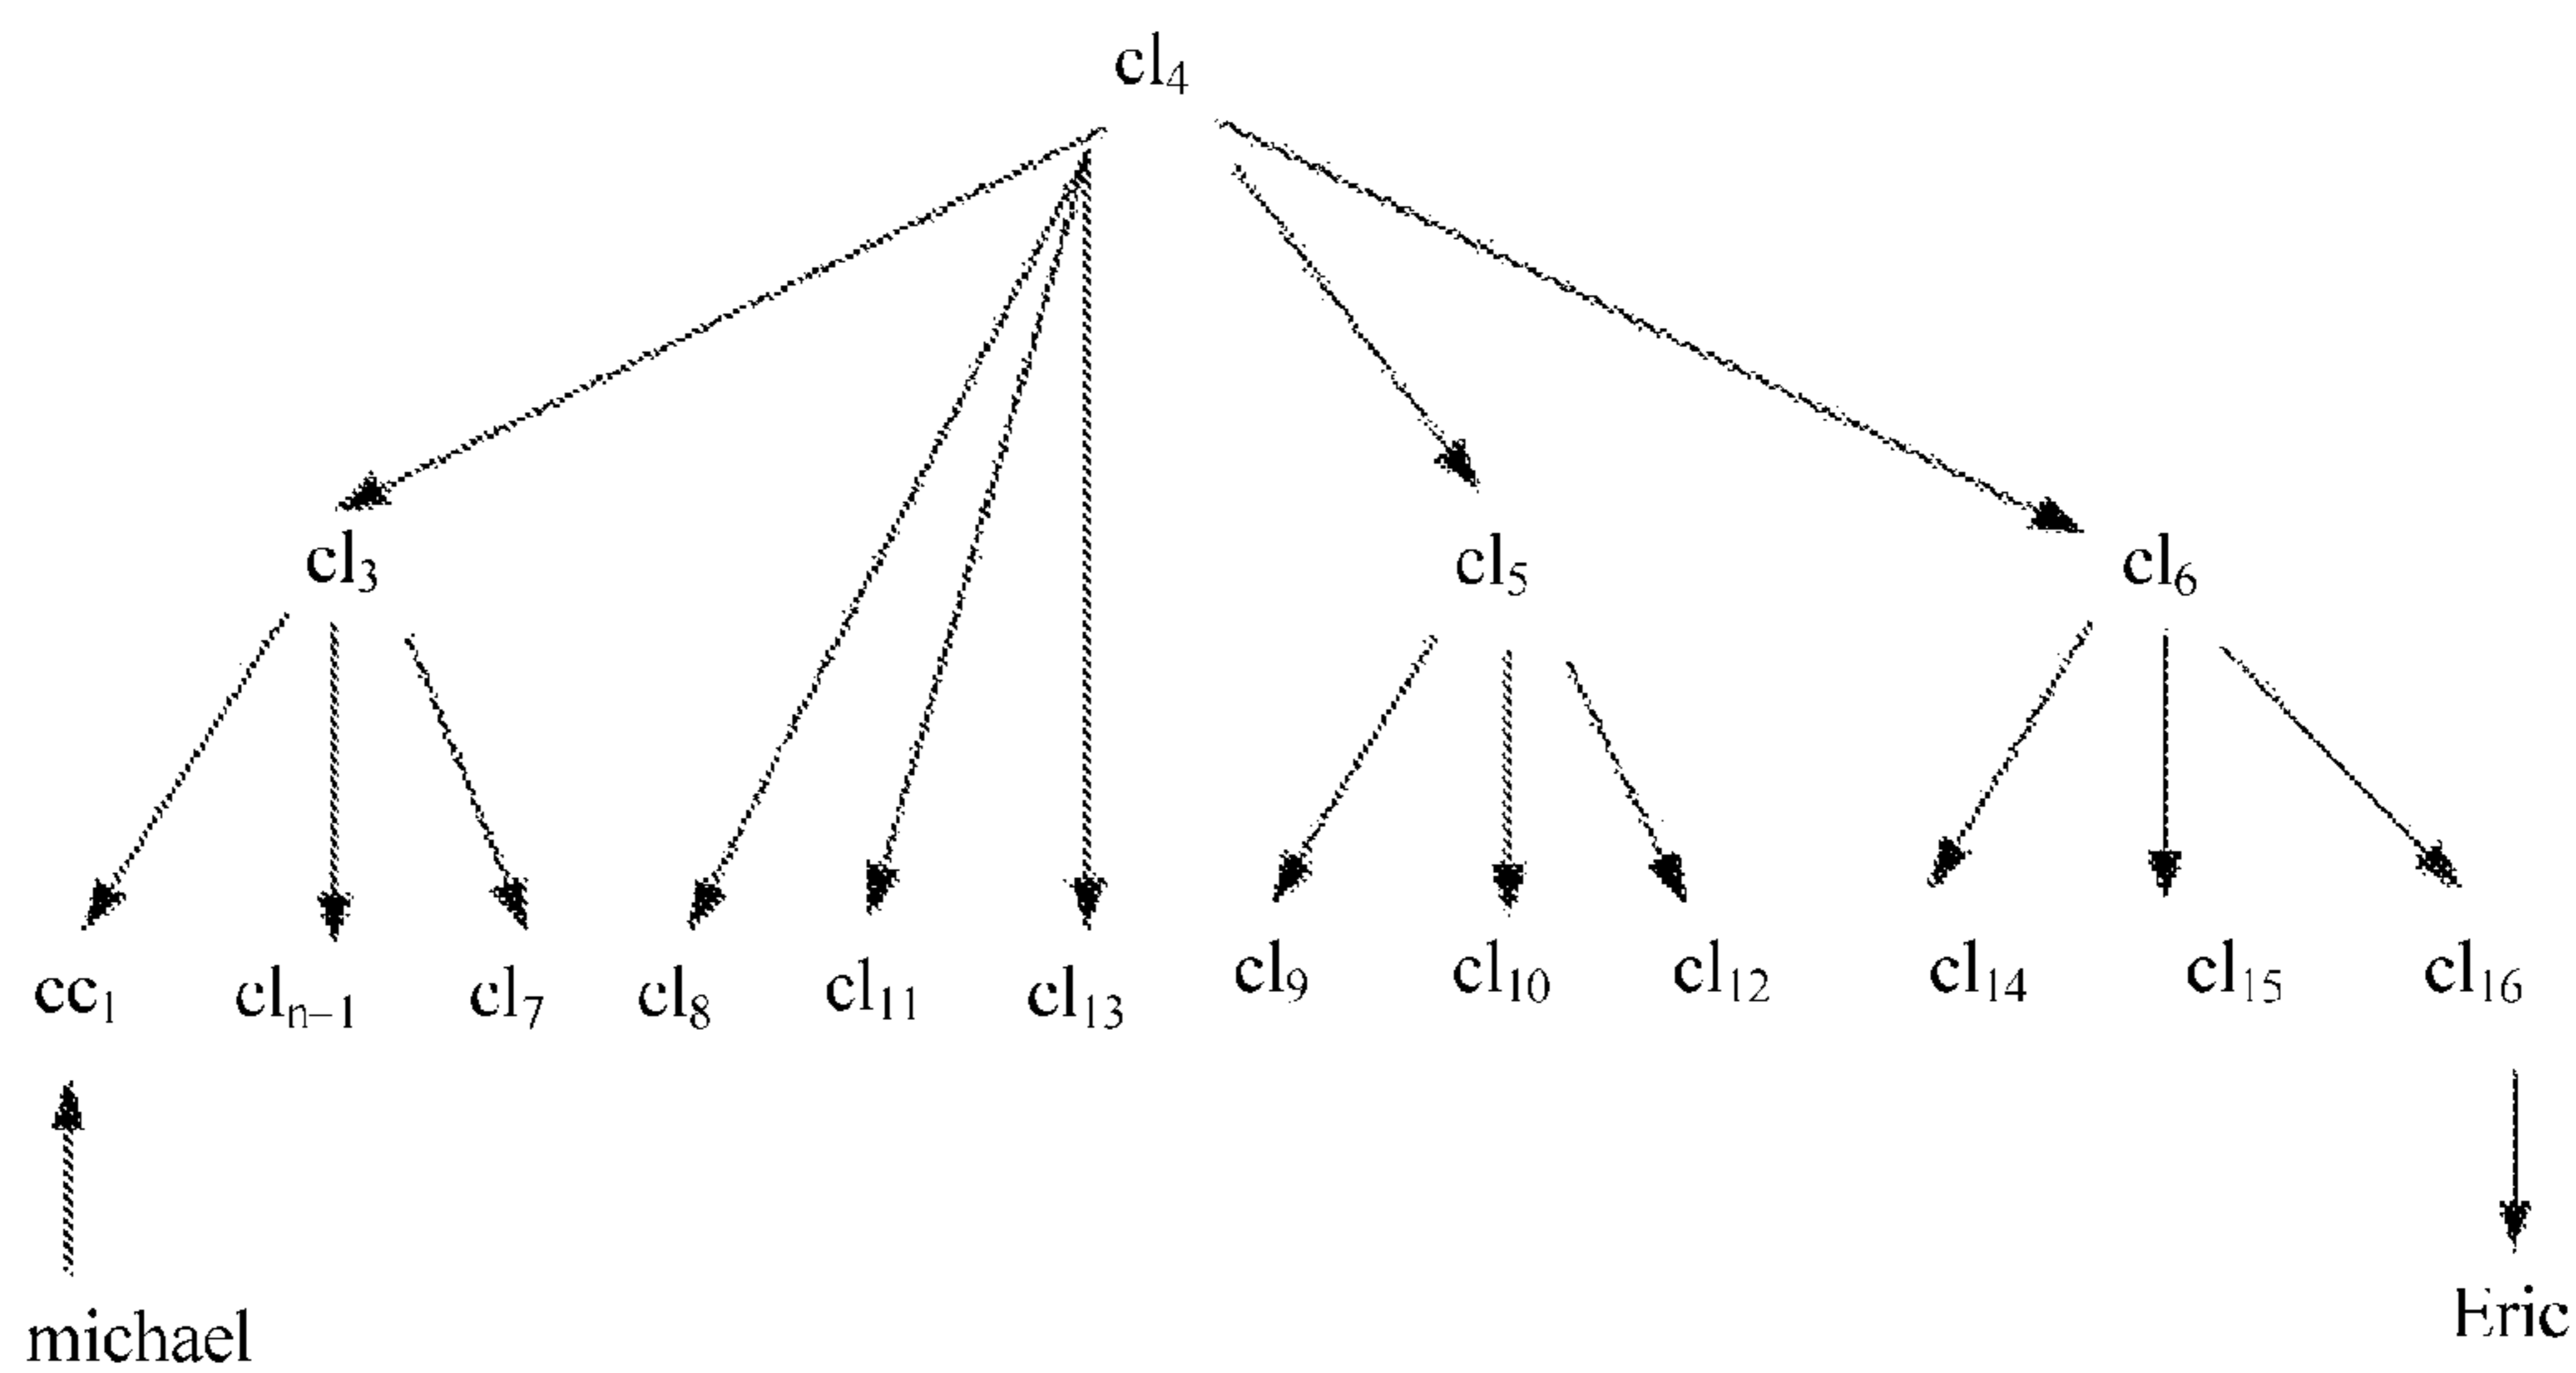 cl₄
cl₃ cl₅ cl₆
cc₁ clₙ₋₁ cl₇ cl₈ cl₁₁ cl₁₃ cl₉ cl₁₀ cl₁₂ cl₁₄ cl₁₅ cl₁₆
michael Eric